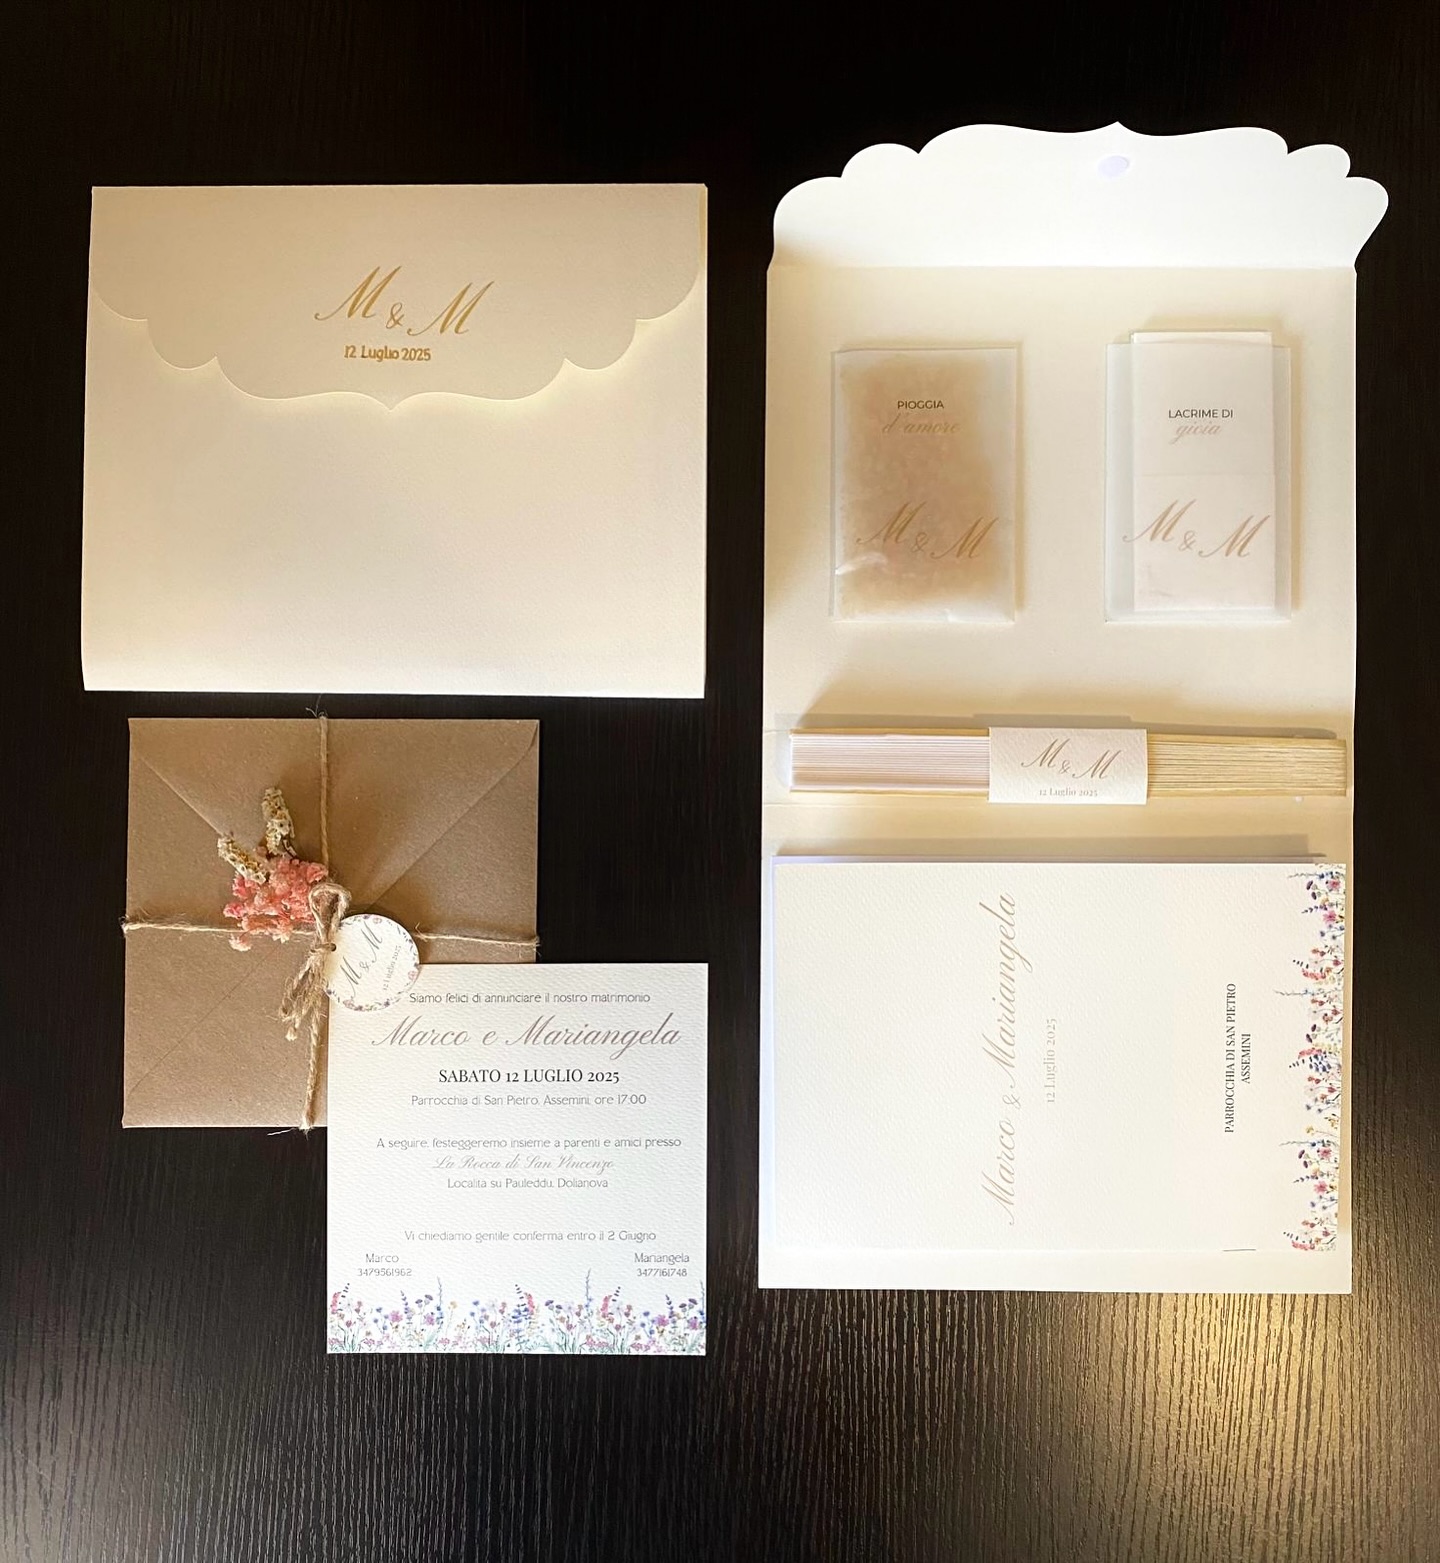 M & M
12 Luglio 2025
M & M
12 Luglio 2025
Siamo felici di annunciare il nostro matrimonio
Marco e Mariangela
SABATO 12 LUGLIO 2025
Parrocchia di San Pietro, Assemini, ore 17:00
A seguire, festeggeremo insieme a parenti e amici presso
La Rocca di San Vincenzo
Localita su Pauleddu, Dolianova
Vi chiediamo gentile conferma entro il 2 Giugno
Marco
3479561962
Mariangela
3477161748
PIOGGIA
d'amore
M & M
LACRIME DI
gioia
M & M
M & M
12 Luglio 2025
Marco & Mariangela
12 Luglio 2025
PARROCCHIA DI SAN PIETRO
ASSEMINI